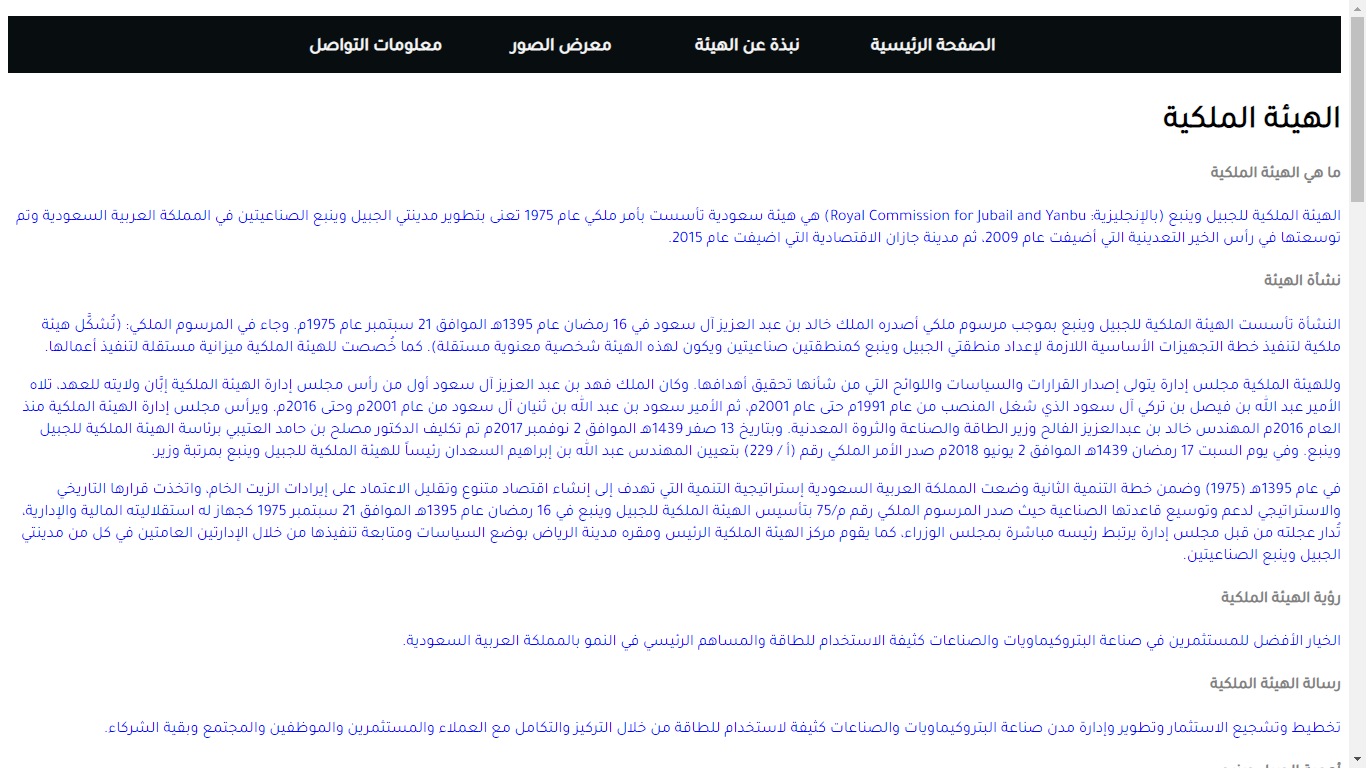 الصفحة الرئيسية
نبذة عن الهيئة
معرض الصور
معلومات التواصل
الهيئة الملكية
ما هي الهيئة الملكية
الهيئة الملكية للجبيل وينبع (بالإنجليزية: Royal Commission for Jubail and Yanbu) هي هيئة سعودية تأسست بأمر ملكي عام 1975 تعنى بتطوير مدينتي الجبيل وينبع الصناعيتين في المملكة العربية السعودية وتم
توسعتها في رأس الخير التعدينية التي أضيفت عام 2009، ثم مدينة جازان الاقتصادية التي اضيفت عام 2015.
نشأة الهيئة
النشأة تأسست الهيئة الملكية للجبيل وينبع بموجب مرسوم ملكي أصدره الملك خالد بن عبد العزيز آل سعود في 16 رمضان عام 1395هـ الموافق 21 سبتمبر عام 1975م. وجاء في المرسوم الملكي: (تُشكَّل هيئة
ملكية لتنفيذ خطة التجهيزات الأساسية اللازمة لإعداد منطقتي الجبيل وينبع كمنطقتين صناعيتين ويكون لهذه الهيئة شخصية معنوية مستقلة). كما خُصصت للهيئة الملكية ميزانية مستقلة لتنفيذ أعمالها.
وللهيئة الملكية مجلس إدارة يتولى إصدار القرارات والسياسات واللوائح التي من شأنها تحقيق أهدافها. وكان الملك فهد بن عبد العزيز آل سعود أول من رأس مجلس إدارة الهيئة الملكية إبَّان ولايته للعهد، تلاه
الأمير عبد الله بن فيصل بن تركي آل سعود الذي شغل المنصب من عام 1991م حتى عام 2001م، ثم الأمير سعود بن عبد الله بن ثنيان آل سعود من عام 2001م وحتى 2016م. ويرأس مجلس إدارة الهيئة الملكية منذ
العام 2016م المهندس خالد بن عبدالعزيز الفالح وزير الطاقة والصناعة والثروة المعدنية. وبتاريخ 13 صفر 1439هـ الموافق 2 نوفمبر 2017م تم تكليف الدكتور مصلح بن حامد العتيبي برئاسة الهيئة الملكية للجبيل
وينبع. وفي يوم السبت 17 رمضان 1439هـ الموافق 2 يونيو 2018م صدر الأمر الملكي رقم (أ / 229) بتعيين المهندس عبد الله بن إبراهيم السعدان رئيساً للهيئة الملكية للجبيل وينبع بمرتبة وزير.
في عام 1395هـ (1975) وضمن خطة التنمية الثانية وضعت المملكة العربية السعودية إستراتيجية التنمية التي تهدف إلى إنشاء اقتصاد متنوع وتقليل الاعتماد على إيرادات الزيت الخام، واتخذت قرارها التاريخي
والاستراتيجي لدعم وتوسيع قاعدتها الصناعية حيث صدر المرسوم الملكي رقم م/75 بتأسيس الهيئة الملكية للجبيل وينبع في 16 رمضان عام 1395هـ الموافق 21 سبتمبر 1975 كجهاز له استقلاليته المالية والإدارية،
تُدار عجلته من قبل مجلس إدارة يرتبط رئيسه مباشرة بمجلس الوزراء، كما يقوم مركز الهيئة الملكية الرئيس ومقره مدينة الرياض بوضع السياسات ومتابعة تنفيذها من خلال الإدارتين العامتين في كل من مدينتي
الجبيل وينبع الصناعيتين.
رؤية الهيئة الملكية
الخيار الأفضل للمستثمرين في صناعة البتروكيماويات والصناعات كثيفة الاستخدام للطاقة والمساهم الرئيسي في النمو بالمملكة العربية السعودية.
رسالة الهيئة الملكية
تخطيط وتشجيع الاستثمار وتطوير وإدارة مدن صناعة البتروكيماويات والصناعات كثيفة لاستخدام للطاقة من خلال التركيز والتكامل مع العملاء والمستثمرين والموظفين والمجتمع وبقية الشركاء.